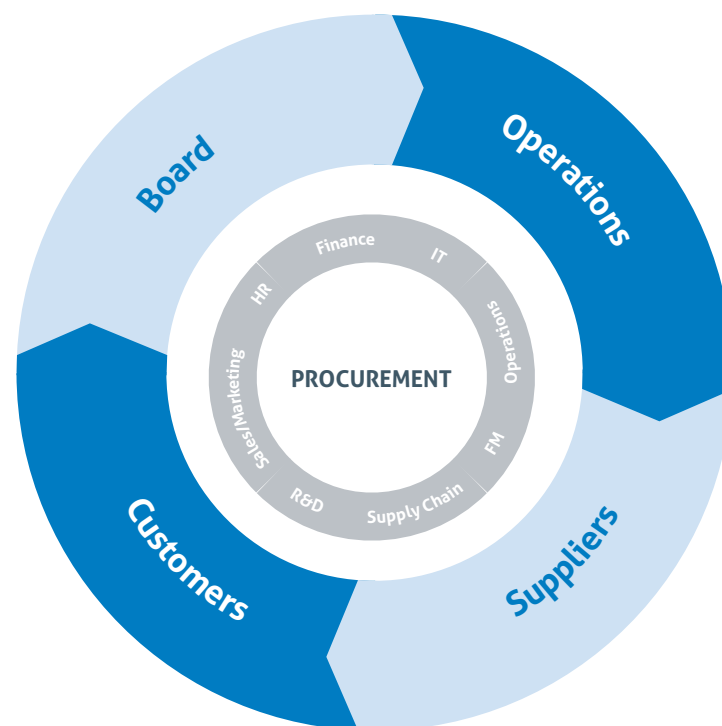 Board
Operations
Suppliers
Customers
Finance
IT
Operations
FM
Supply Chain
R&D
Sales/Marketing
HR
PROCUREMENT